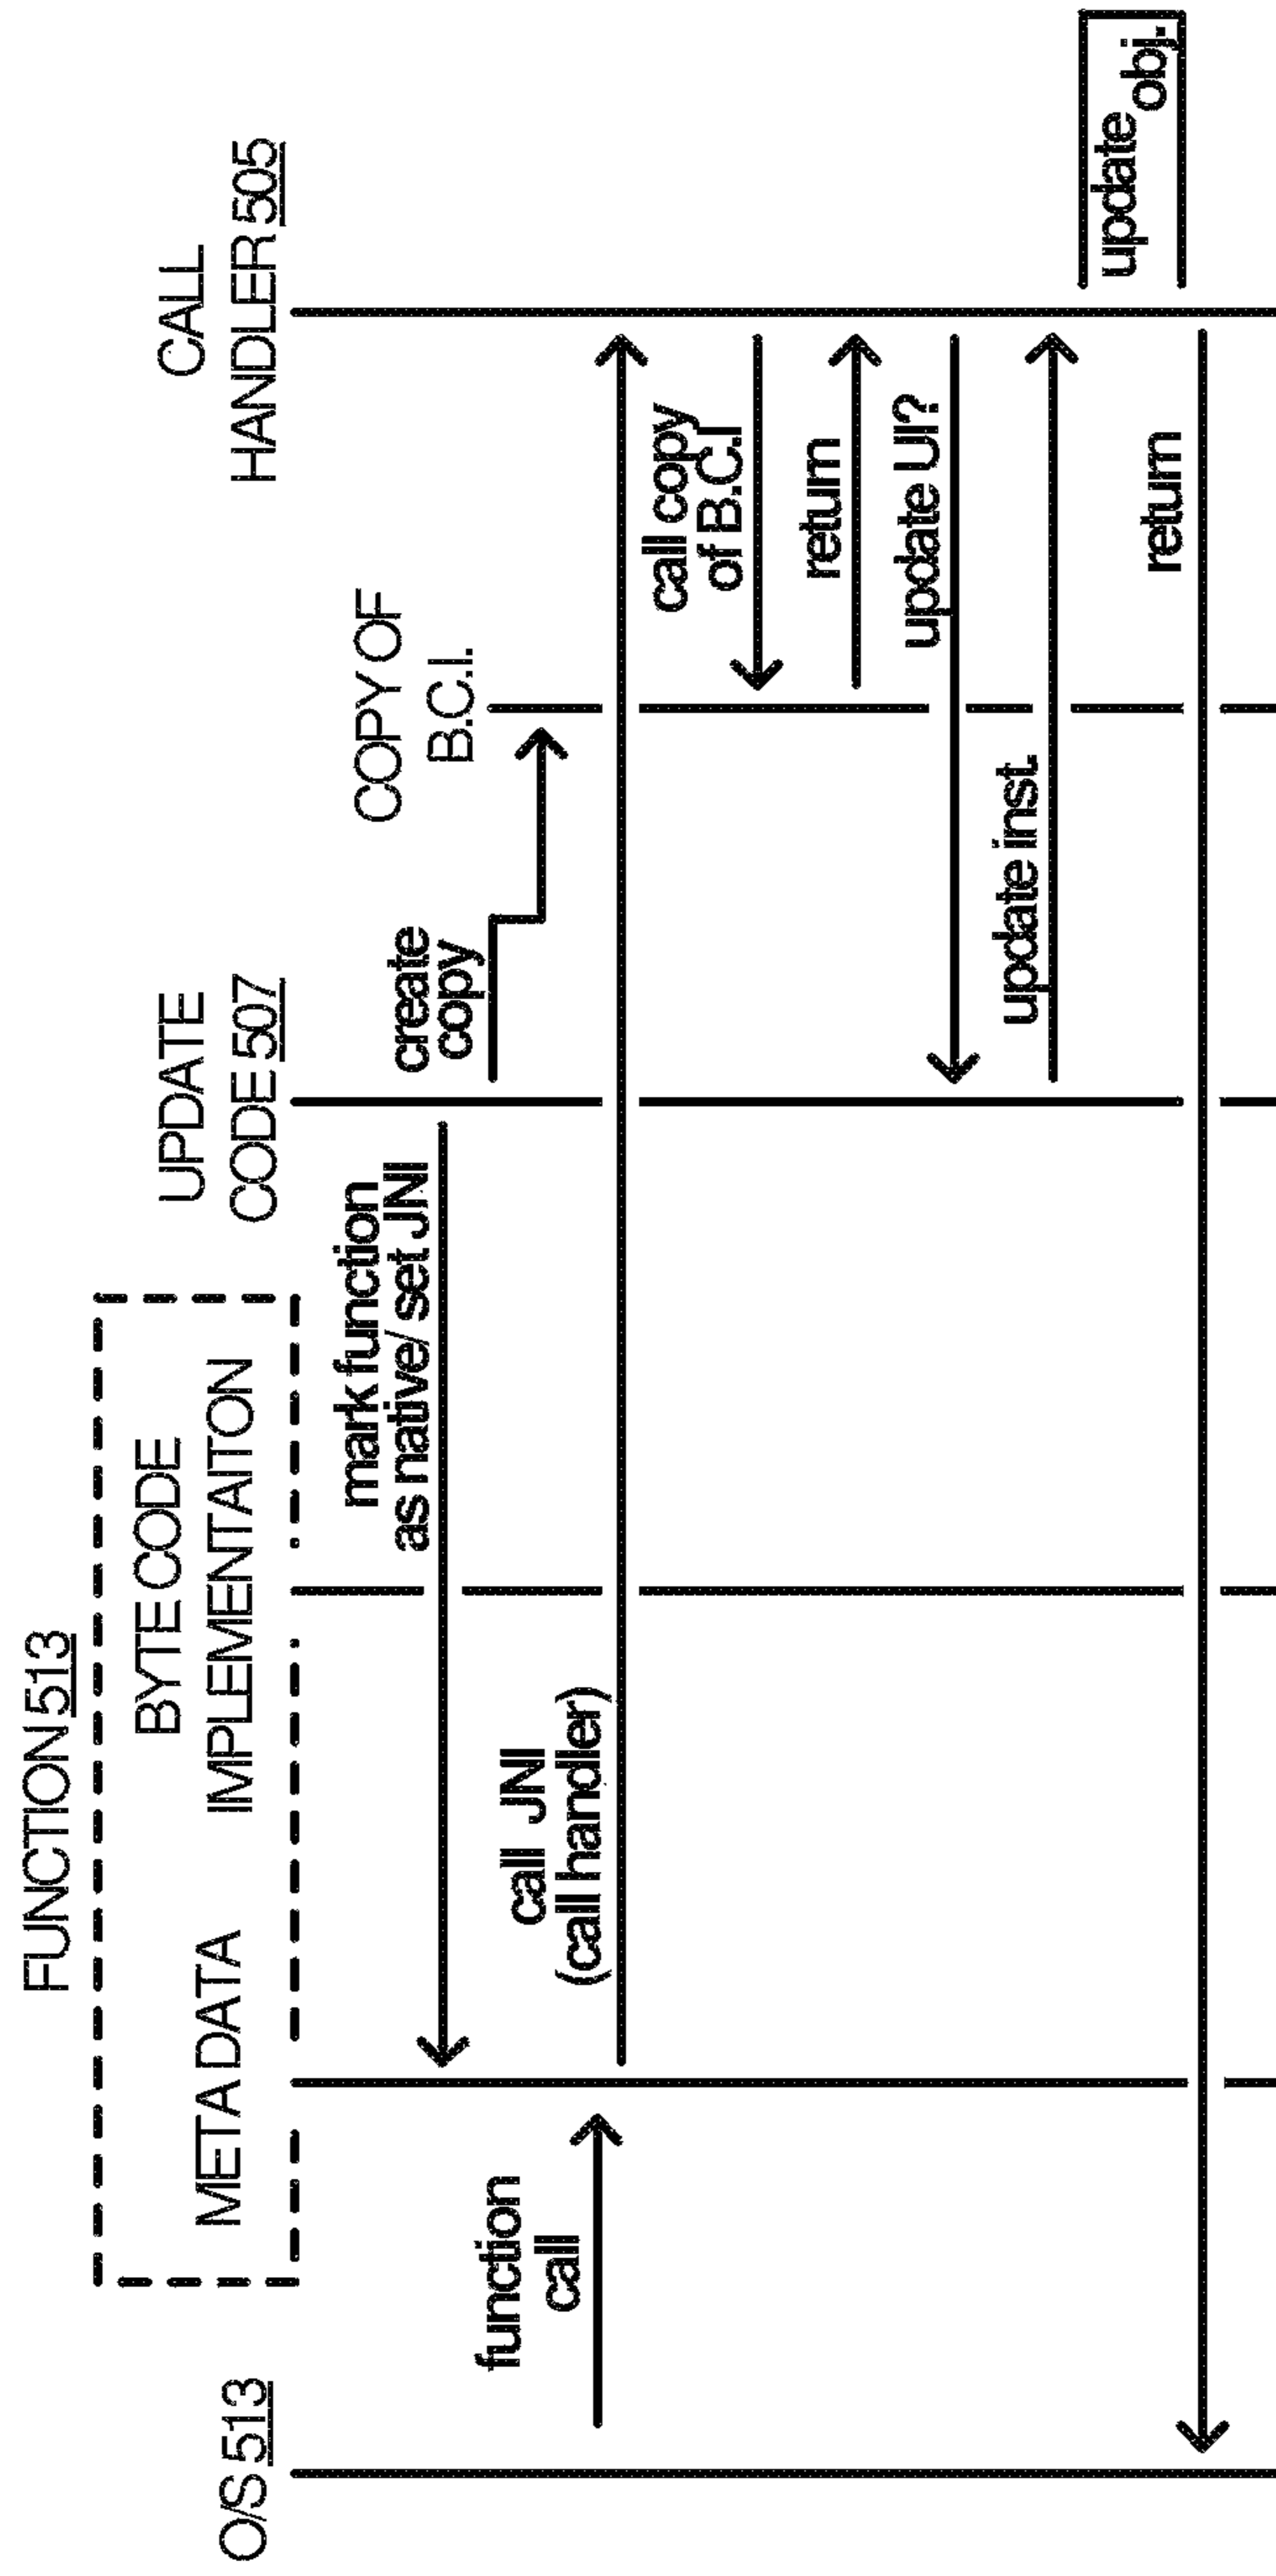 FUNCTION 513
O/S 513
META DATA
BYTE CODE
IMPLEMENTAITON
UPDATE
CODE 507
COPY OF
B.C.I.
CALL
HANDLER 505
mark function
as native/ set JNI
create
copy
function
call
call JNI
(call handler)
call copy
of B.C.I
return
update UI?
update inst.
update
obj.
return